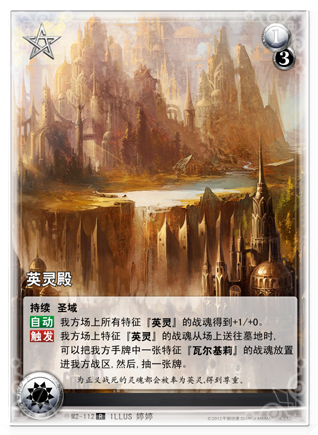 1
3
英灵殿
持续 圣域
自动 我方场上所有特征『英灵』的战魂得到+1/+0。
触发 我方场上特征『英灵』的战魂从场上送往墓地时,
可以把我方手牌中一张特征『瓦尔基莉』的战魂放置
进我方战区,然后,抽一张牌。
为正义战死的灵魂都会被奉为英灵,得到尊重。
MZ-112 ILLUS 婷婷